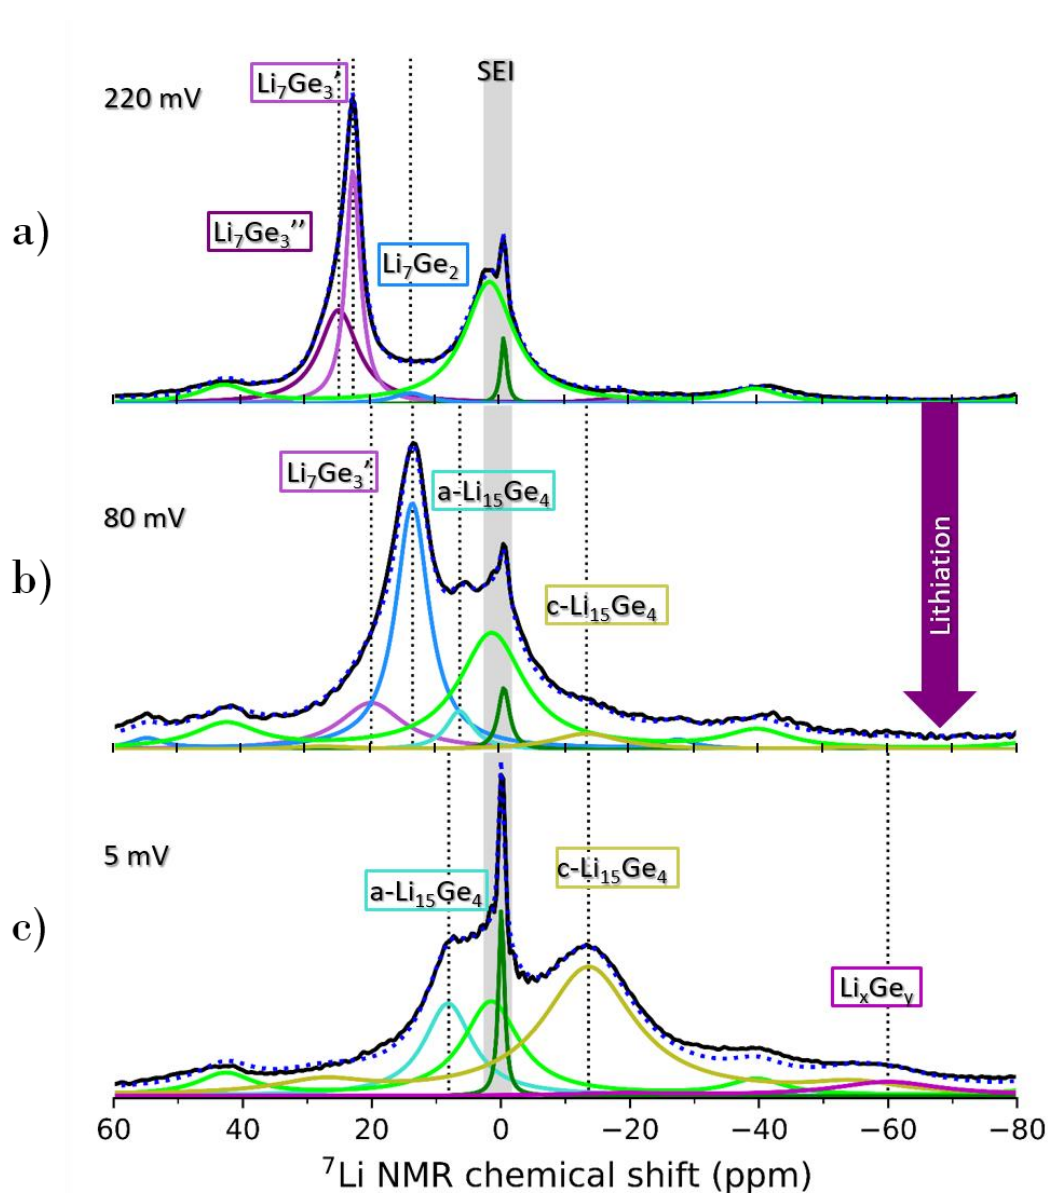 SEI
Li₇Ge₃′
220 mV
a)
Li₇Ge₃′′
Li₇Ge₂
Li₇Ge₃′
a-Li₁₅Ge₄
80 mV
b)
c-Li₁₅Ge₄
Lithiation
5 mV
c-Li₁₅Ge₄
a-Li₁₅Ge₄
c)
LiₓGeᵧ
60 40 20 0 −20 −40 −60 −80
⁷Li NMR chemical shift (ppm)